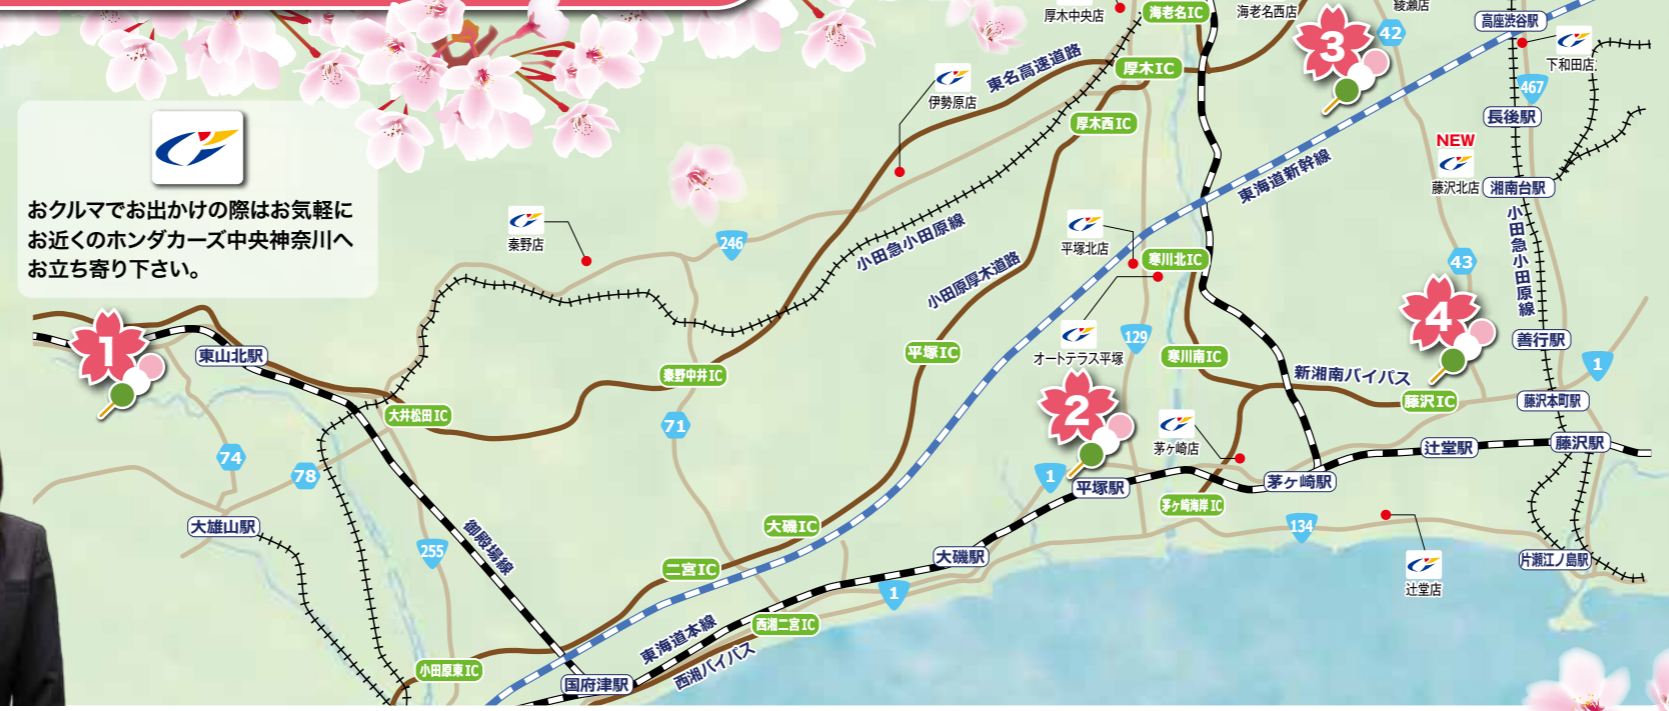 厚木中央店
海老名IC
海老名西店
綾瀬店
高座渋谷駅
3
42
下和田店
東名高速道路
厚木IC
伊勢原店
467
長後駅
厚木西IC
NEW
藤沢北店
湘南台駅
東海道新幹線
おクルマでお出かけの際はお気軽に
お近くのホンダカーズ中央神奈川へ
お立ち寄り下さい。
秦野店
246
小田急小田原線
平塚北店
寒川北IC
小田急小田原線
43
小田原厚木道路
4
1
東山北駅
平塚IC
オートテラス平塚
129
寒川南IC
善行駅
1
秦野中井IC
新湘南バイパス
藤沢IC
藤沢本町駅
大井松田IC
2
71
茅ヶ崎店
辻堂駅
藤沢駅
74
78
1
平塚駅
茅ヶ崎駅
茅ヶ崎海岸IC
大雄山駅
大磯IC
134
御殿場線
255
大磯駅
片瀬江ノ島駅
二宮IC
1
辻堂店
西湘二宮IC
東海道本線
小田原東IC
西湘バイパス
国府津駅